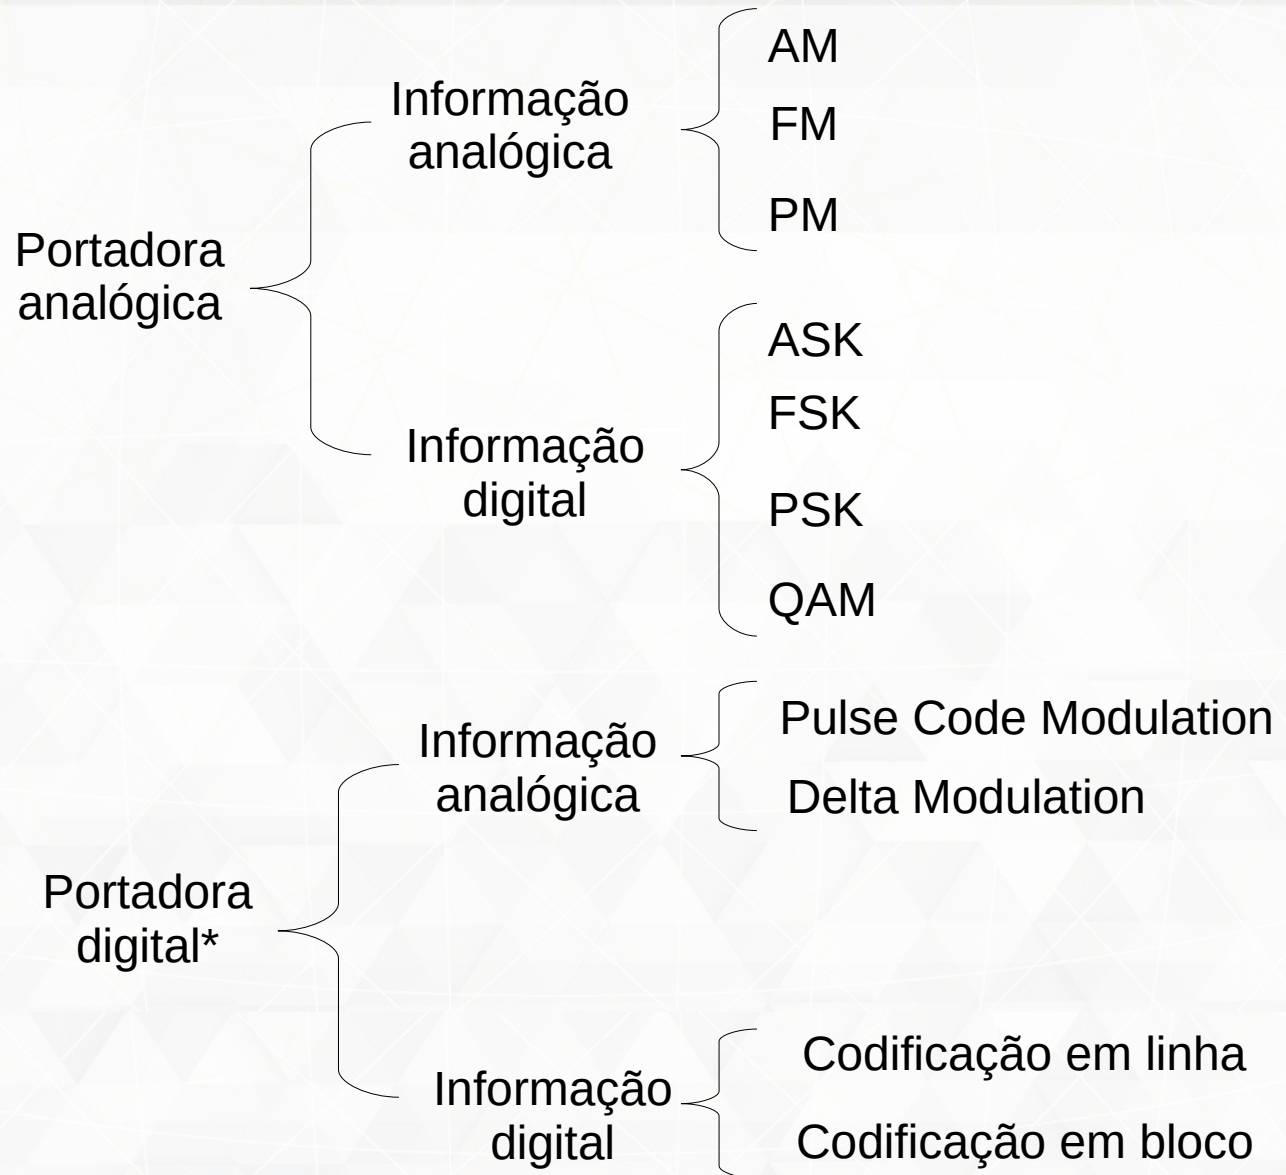 Portadora
analógica
Informação
analógica
AM
FM
PM
Informação
digital
ASK
FSK
PSK
QAM
Portadora
digital*
Informação
analógica
Pulse Code Modulation
Delta Modulation
Informação
digital
Codificação em linha
Codificação em bloco